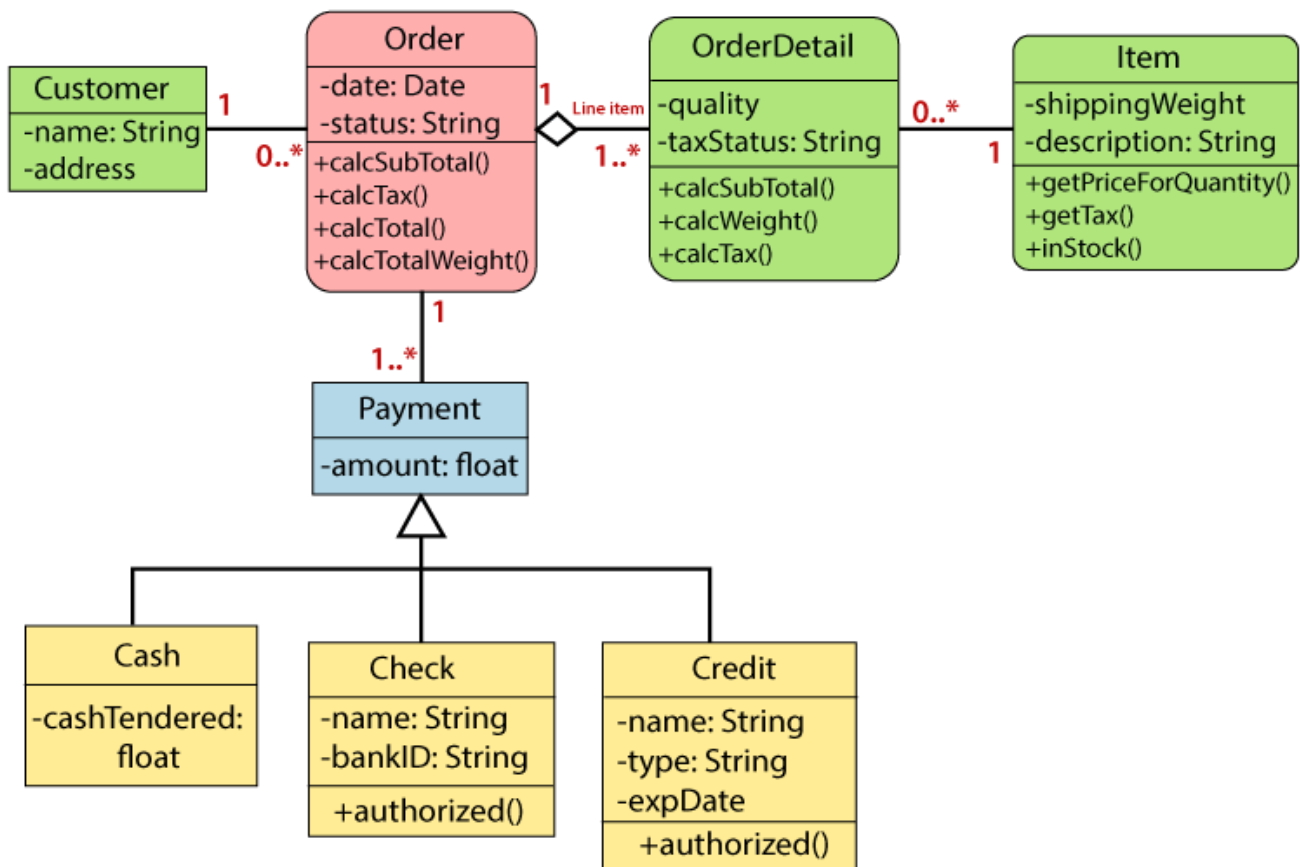 Customer
-name: String
-address
1
0..*
Order
-date: Date
-status: String
+calcSubTotal()
+calcTax()
+calcTotal()
+calcTotalWeight()
1
Line item
1..*
OrderDetail
-quality
-taxStatus: String
+calcSubTotal()
+calcWeight()
+calcTax()
0..*
1
Item
-shippingWeight
-description: String
+getPriceForQuantity()
+getTax()
+inStock()
1
1..*
Payment
-amount: float
Cash
-cashTendered:
float
Check
-name: String
-bankID: String
+authorized()
Credit
-name: String
-type: String
-expDate
+authorized()